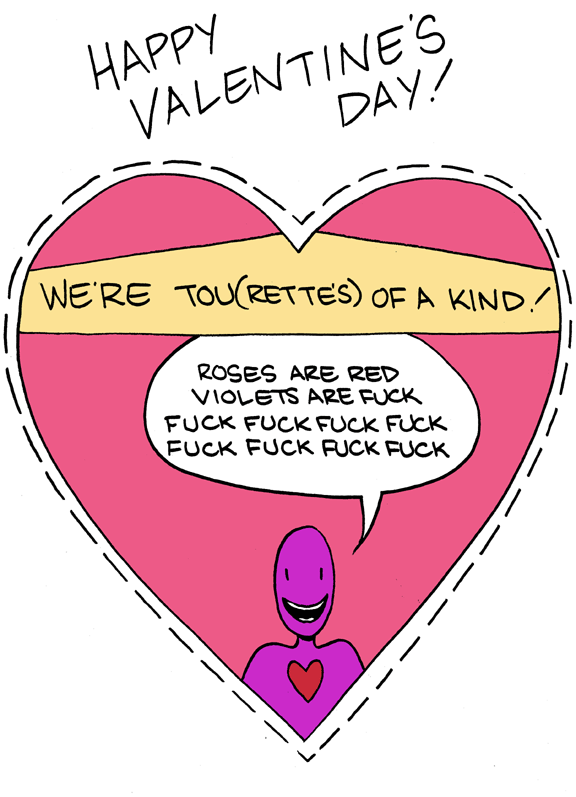 HAPPY
VALENTINE'S
DAY!
WE'RE TOU(RETTE'S) OF A KIND!
ROSES ARE RED
VIOLETS ARE FUCK
FUCK FUCK FUCK FUCK
FUCK FUCK FUCK FUCK